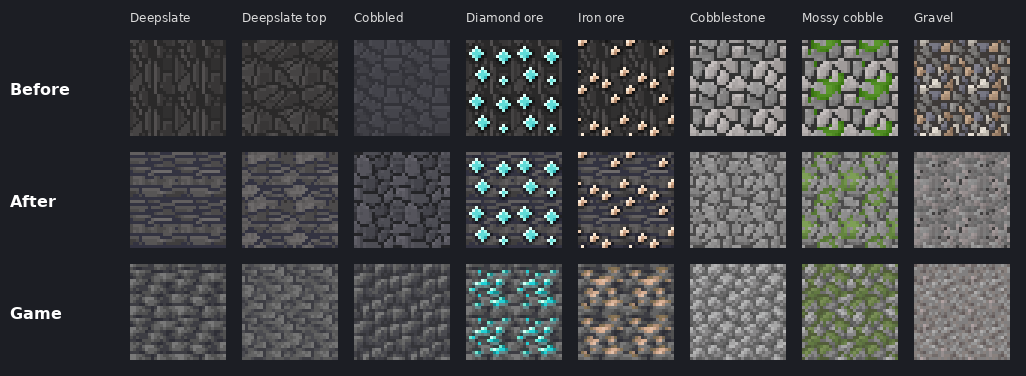 Deepslate Deepslate top Cobbled Diamond ore Iron ore Cobblestone Mossy cobble Gravel
Before
After
Game